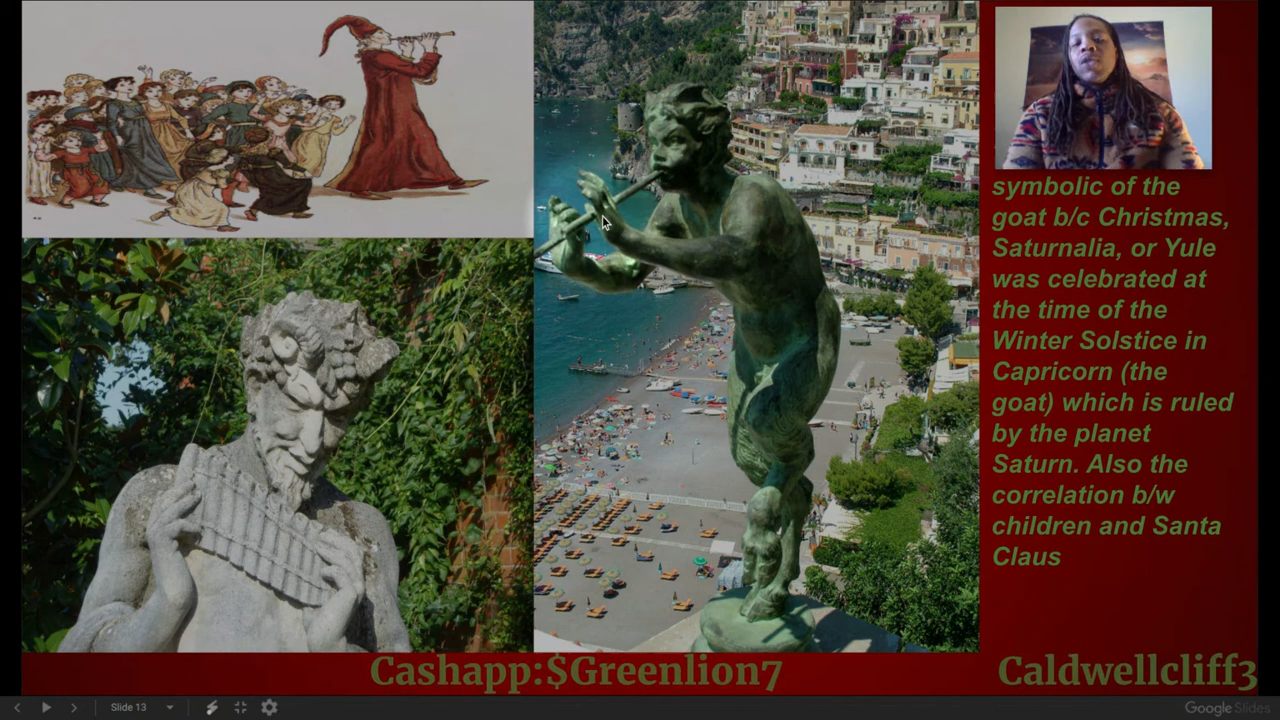 symbolic of the
goat b/c Christmas,
Saturnalia, or Yule
was celebrated at
the time of the
Winter Solstice in
Capricorn (the
goat) which is ruled
by the planet
Saturn. Also the
correlation b/w
children and Santa
Claus
Cashapp:$Greenlion7
Caldwellcliff3
Slide 13
Google Slides